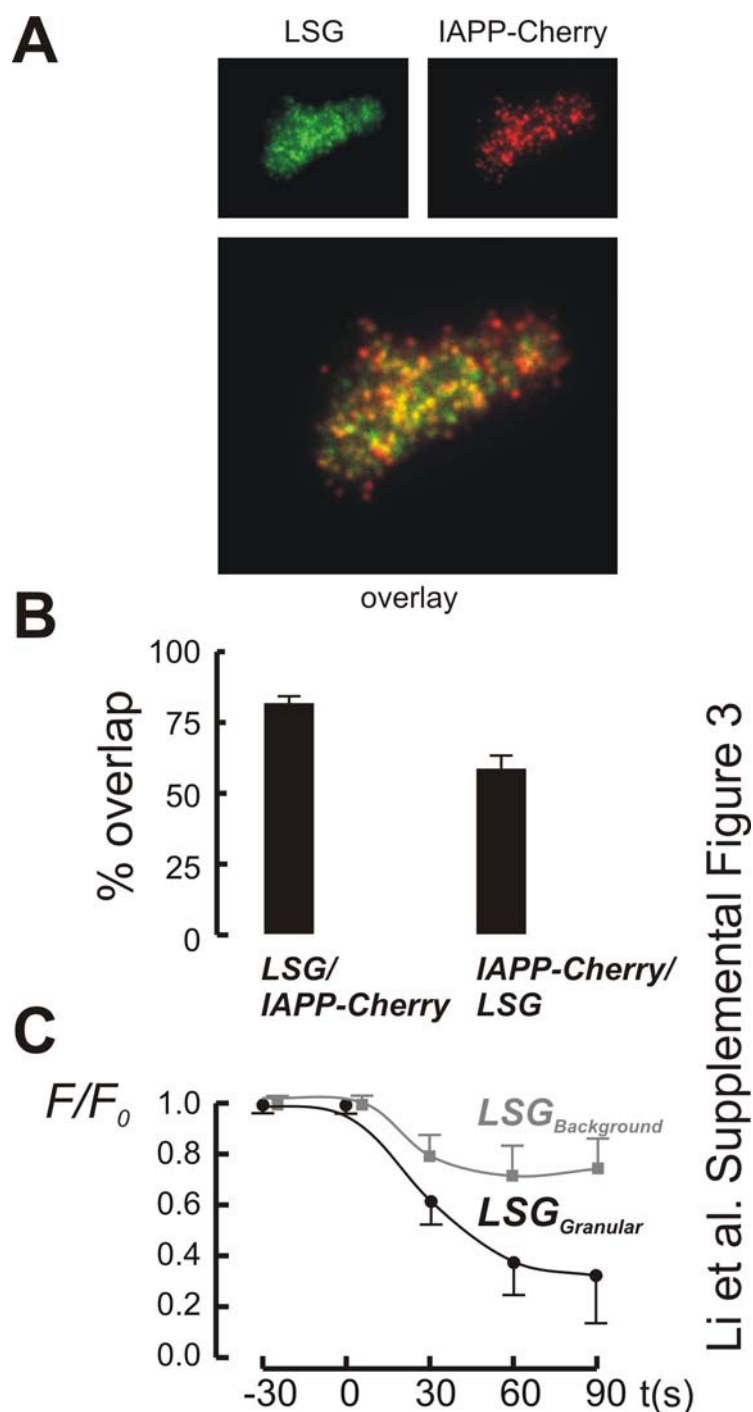 A
LSG
IAPP-Cherry
overlay
B
% overlap
100
75
50
25
0
LSG/
IAPP-Cherry
IAPP-Cherry/
LSG
C
F/F0
1.0
0.8
0.6
0.4
0.2
0.0
LSGBackground
LSGGranular
-30 0 30 60 90 t(s)
Li et al. Supplemental Figure 3